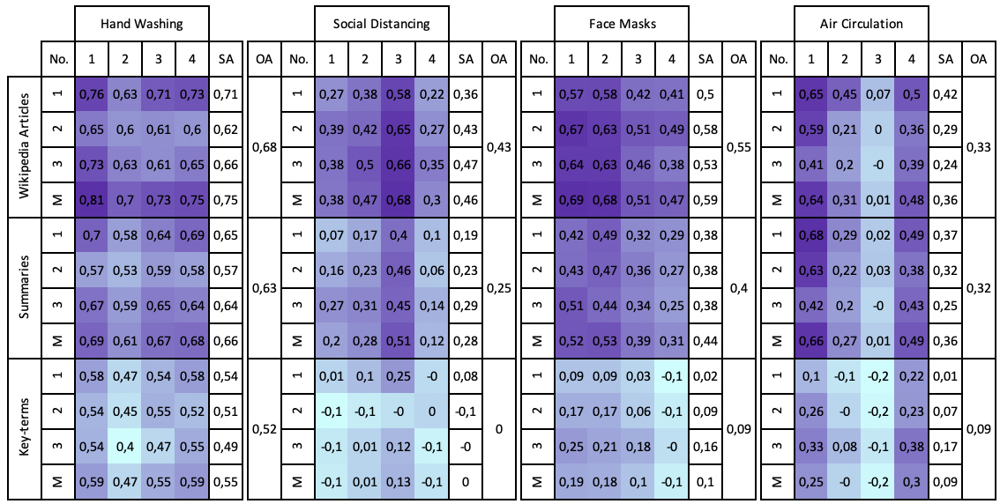 Hand Washing Social Distancing Face Masks Air Circulation
No. 1 2 3 4 SA OA No. 1 2 3 4 SA OA No. 1 2 3 4 SA OA No. 1 2 3 4 SA OA
Wikipedia Articles
1 0,76 0,63 0,71 0,73 0,71 1 0,27 0,38 0,58 0,22 0,36 1 0,57 0,58 0,42 0,41 0,5 1 0,65 0,45 0,07 0,5 0,42
2 0,65 0,6 0,61 0,6 0,62 2 0,39 0,42 0,65 0,27 0,43 2 0,67 0,63 0,51 0,49 0,58 2 0,59 0,21 0 0,36 0,29
0,68 0,43 0,55 0,33
3 0,73 0,63 0,61 0,65 0,66 3 0,38 0,5 0,66 0,35 0,47 3 0,64 0,63 0,46 0,38 0,53 3 0,41 0,2 -0 0,39 0,24
M 0,81 0,7 0,73 0,75 0,75 M 0,38 0,47 0,68 0,3 0,46 M 0,69 0,68 0,51 0,47 0,59 M 0,64 0,31 0,01 0,48 0,36
Summaries
1 0,7 0,58 0,64 0,69 0,65 1 0,07 0,17 0,4 0,1 0,19 1 0,42 0,49 0,32 0,29 0,38 1 0,68 0,29 0,02 0,49 0,37
2 0,57 0,53 0,59 0,58 0,57 2 0,16 0,23 0,46 0,06 0,23 2 0,43 0,47 0,36 0,27 0,38 2 0,63 0,22 0,03 0,38 0,32
0,63 0,25 0,4 0,32
3 0,67 0,59 0,65 0,64 0,64 3 0,27 0,31 0,45 0,14 0,29 3 0,51 0,44 0,34 0,25 0,38 3 0,42 0,2 -0 0,43 0,25
M 0,69 0,61 0,67 0,68 0,66 M 0,2 0,28 0,51 0,12 0,28 M 0,52 0,53 0,39 0,31 0,44 M 0,66 0,27 0,01 0,49 0,36
Key-terms
1 0,58 0,47 0,54 0,58 0,54 1 0,01 0,1 0,25 -0 0,08 1 0,09 0,09 0,03 -0,1 0,02 1 0,1 -0,1 -0,2 0,22 0,01
2 0,54 0,45 0,55 0,52 0,51 2 -0,1 -0,1 -0 0 -0,1 2 0,17 0,17 0,06 -0,1 0,09 2 0,26 -0 -0,2 0,23 0,07
0,52 0 0,09 0,09
3 0,54 0,4 0,47 0,55 0,49 3 -0,1 0,01 0,12 -0,1 -0 3 0,25 0,21 0,18 -0 0,16 3 0,33 0,08 -0,1 0,38 0,17
M 0,59 0,47 0,55 0,59 0,55 M -0,1 0,01 0,13 -0,1 0 M 0,19 0,18 0,1 -0,1 0,1 M 0,25 -0 -0,2 0,3 0,09